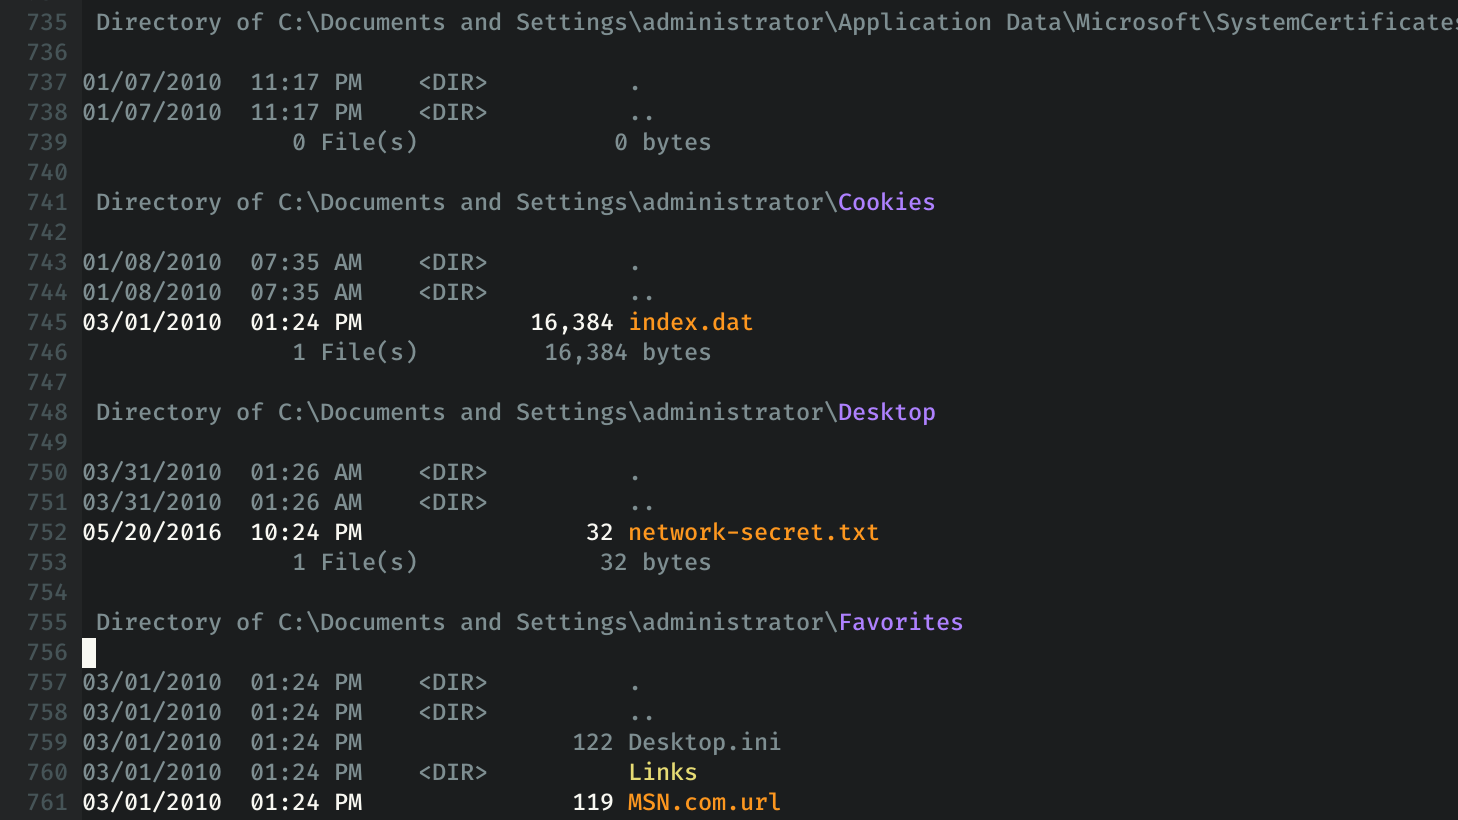 735  Directory of C:\Documents and Settings\administrator\Application Data\Microsoft\SystemCertificates
736
737 01/07/2010  11:17 PM    <DIR>          .
738 01/07/2010  11:17 PM    <DIR>          ..
739                0 File(s)              0 bytes
740
741  Directory of C:\Documents and Settings\administrator\Cookies
742
743 01/08/2010  07:35 AM    <DIR>          .
744 01/08/2010  07:35 AM    <DIR>          ..
745 03/01/2010  01:24 PM            16,384 index.dat
746                1 File(s)         16,384 bytes
747
748  Directory of C:\Documents and Settings\administrator\Desktop
749
750 03/31/2010  01:26 AM    <DIR>          .
751 03/31/2010  01:26 AM    <DIR>          ..
752 05/20/2016  10:24 PM                32 network-secret.txt
753                1 File(s)             32 bytes
754
755  Directory of C:\Documents and Settings\administrator\Favorites
756
757 03/01/2010  01:24 PM    <DIR>          .
758 03/01/2010  01:24 PM    <DIR>          ..
759 03/01/2010  01:24 PM               122 Desktop.ini
760 03/01/2010  01:24 PM    <DIR>          Links
761 03/01/2010  01:24 PM               119 MSN.com.url